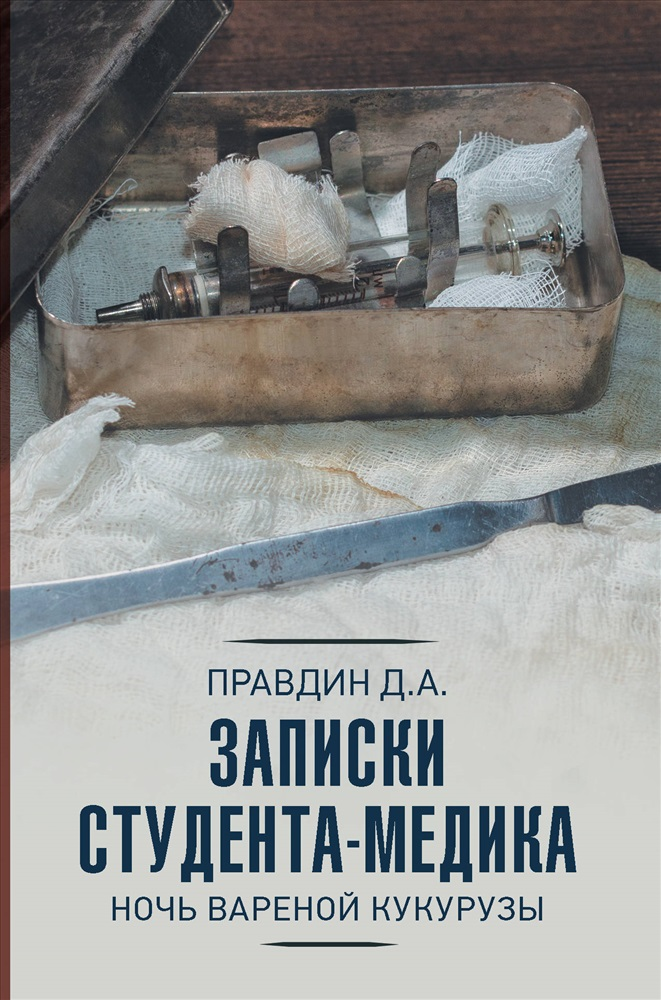 ПРАВДИН Д.А.
ЗАПИСКИ
СТУДЕНТА-МЕДИКА
НОЧЬ ВАРЕНОЙ КУКУРУЗЫ